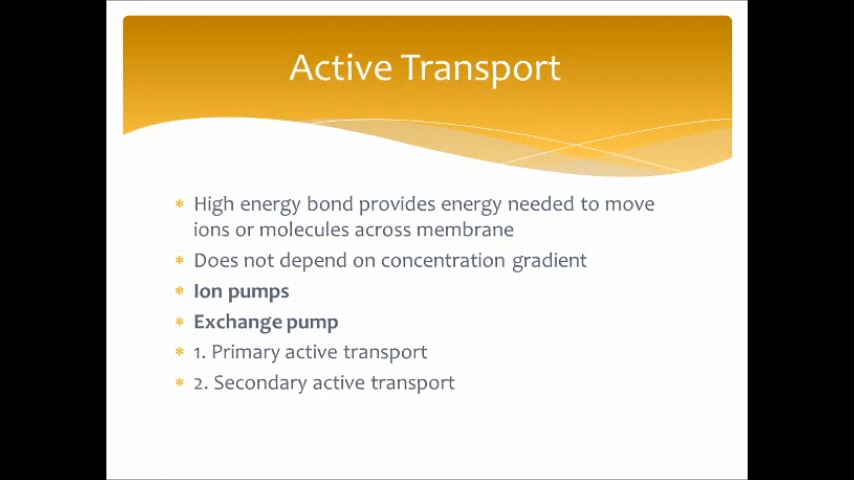 Active Transport
* High energy bond provides energy needed to move
ions or molecules across membrane
* Does not depend on concentration gradient
* Ion pumps
* Exchange pump
* 1. Primary active transport
* 2. Secondary active transport